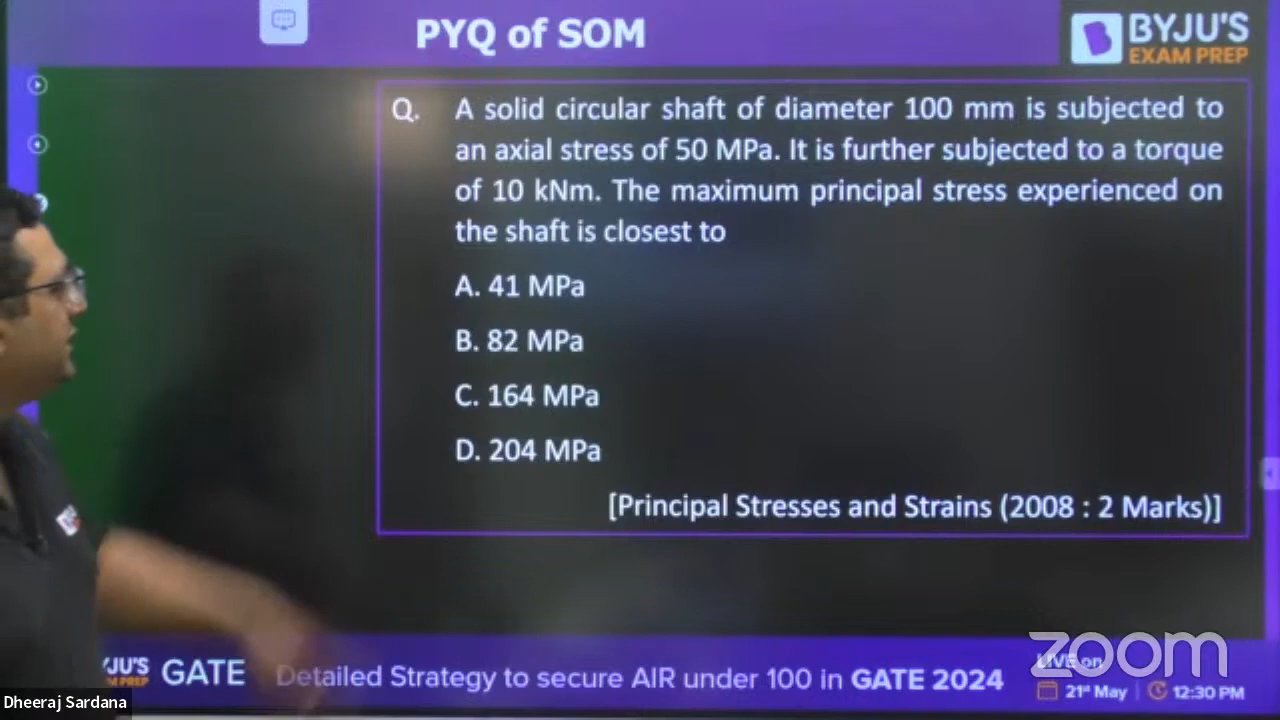 PYQ of SOM
BYJU'S
EXAM PREP
Q. A solid circular shaft of diameter 100 mm is subjected to
an axial stress of 50 MPa. It is further subjected to a torque
of 10 kNm. The maximum principal stress experienced on
the shaft is closest to
A. 41 MPa
B. 82 MPa
C. 164 MPa
D. 204 MPa
[Principal Stresses and Strains (2008 : 2 Marks)]
GATE
Detailed Strategy to secure AIR under 100 in GATE 2024
LIVE on
21st May
12:30 PM
zoom
Dheeraj Sardana